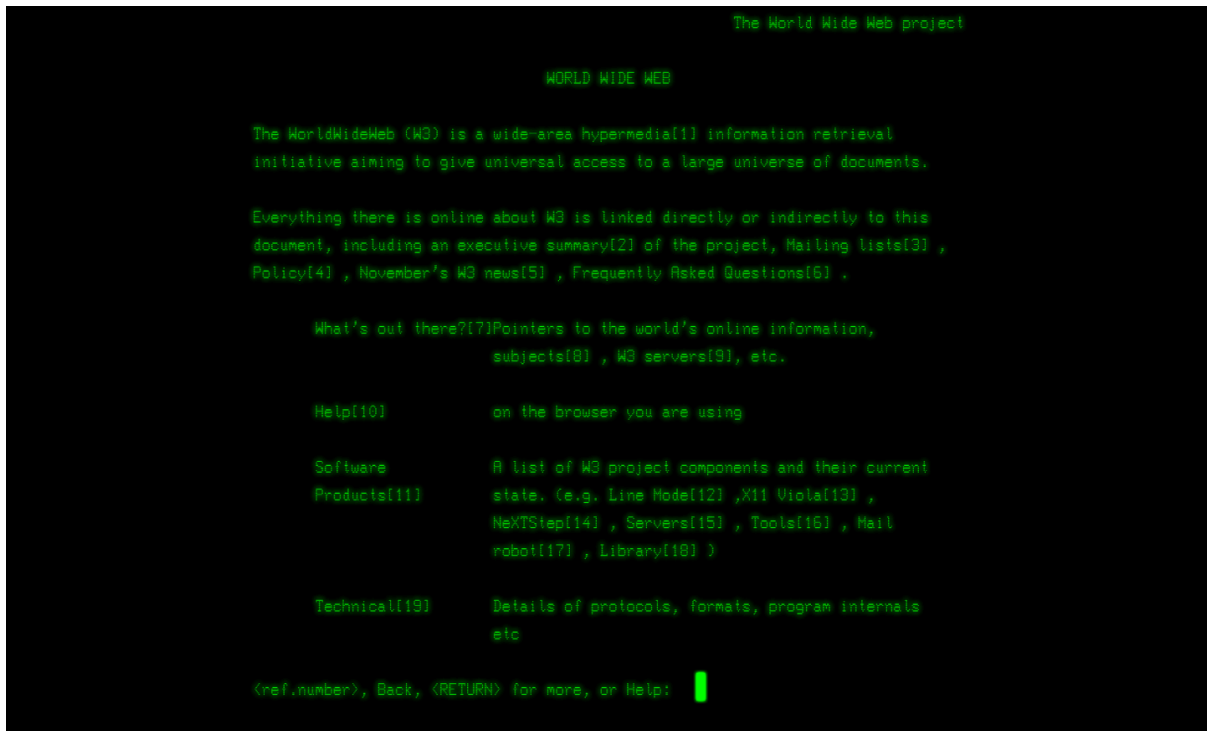 The World Wide Web project
WORLD WIDE WEB
The WorldWideWeb (W3) is a wide-area hypermedia[1] information retrieval
initiative aiming to give universal access to a large universe of documents.
Everything there is online about W3 is linked directly or indirectly to this
document, including an executive summary[2] of the project, Mailing lists[3] ,
Policy[4] , November's W3 news[5] , Frequently Asked Questions[6] .
What's out there?[7]Pointers to the world's online information,
subjects[8] , W3 servers[9], etc.
Help[10] on the browser you are using
Software A list of W3 project components and their current
Products[11] state. (e.g. Line Mode[12] ,X11 Viola[13] ,
NeXTStep[14] , Servers[15] , Tools[16] , Mail
robot[17] , Library[18] )
Technical[19] Details of protocols, formats, program internals
etc
<ref.number>, Back, <RETURN> for more, or Help: